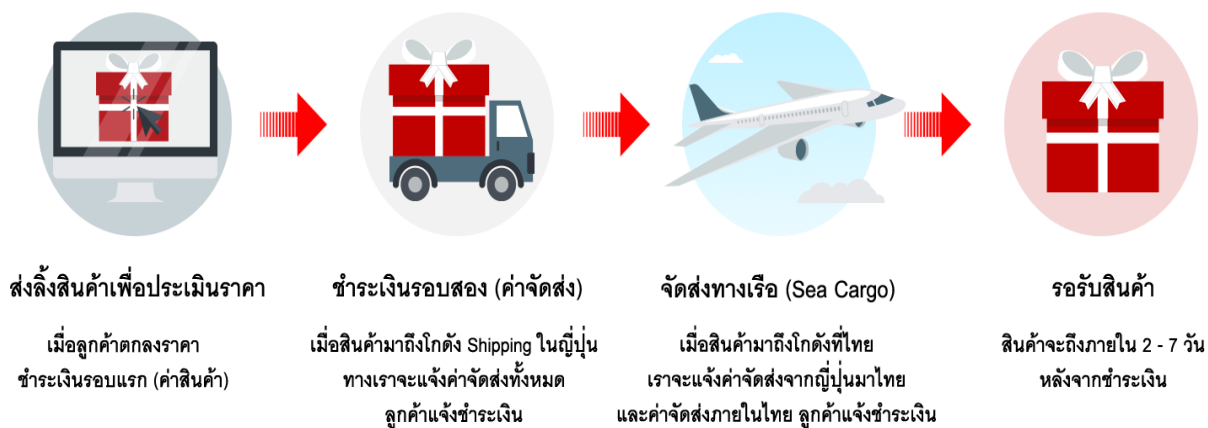 ส่งลิ้งสินค้าเพื่อประเมินราคา
เมื่อลูกค้าตกลงราคา
ชำระเงินรอบแรก (ค่าสินค้า)
ชำระเงินรอบสอง (ค่าจัดส่ง)
เมื่อสินค้ามาถึงโกดัง Shipping ในญี่ปุ่น
ทางเราจะแจ้งค่าจัดส่งทั้งหมด
ลูกค้าแจ้งชำระเงิน
จัดส่งทางเรือ (Sea Cargo)
เมื่อสินค้ามาถึงโกดังที่ไทย
เราจะแจ้งค่าจัดส่งจากญี่ปุ่นมาไทย
และค่าจัดส่งภายในไทย ลูกค้าแจ้งชำระเงิน
รอรับสินค้า
สินค้าจะถึงภายใน 2 - 7 วัน
หลังจากชำระเงิน